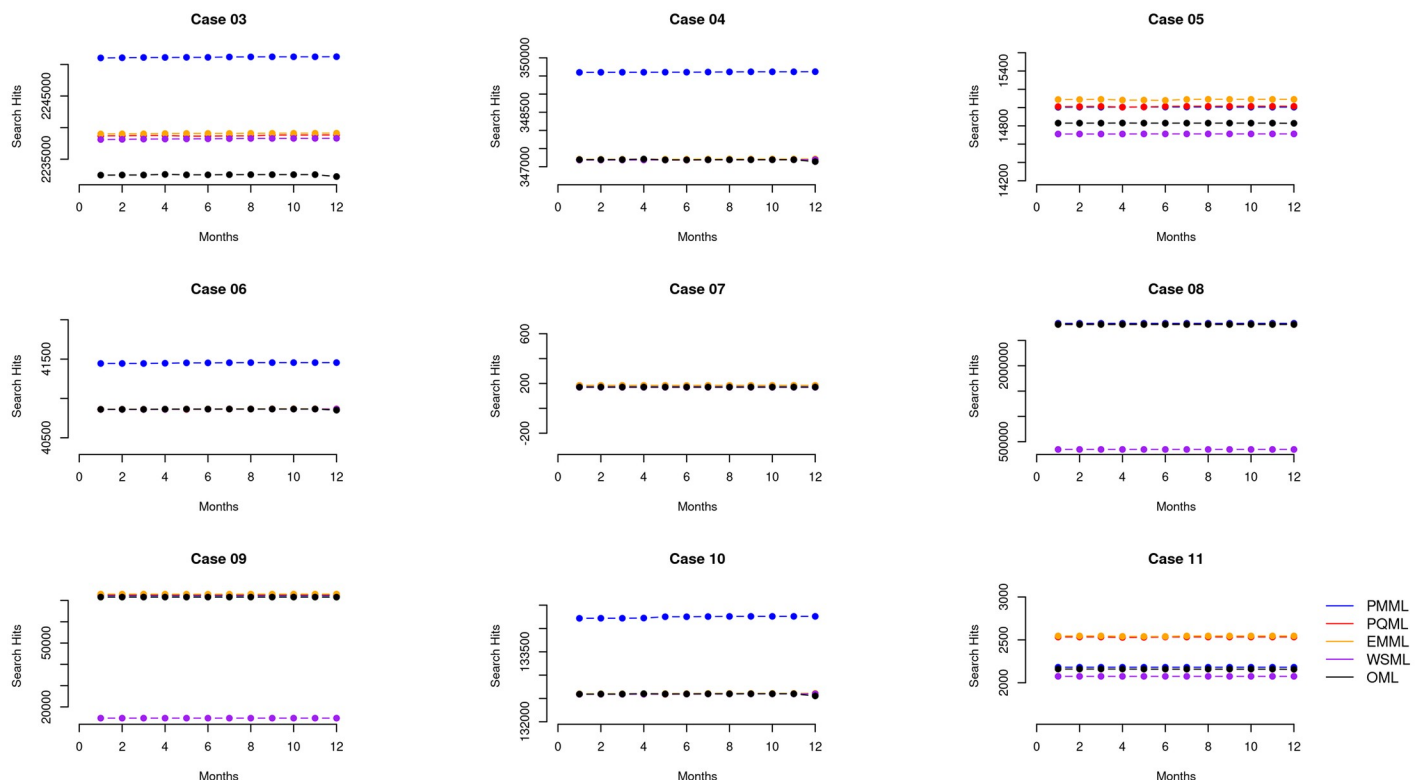 Case 03
Search Hits
2235000 2245000
0 2 4 6 8 10 12
Months
Case 04
Search Hits
347000 348500 350000
0 2 4 6 8 10 12
Months
Case 05
Search Hits
14200 14800 15400
0 2 4 6 8 10 12
Months
Case 06
Search Hits
40500 41500
0 2 4 6 8 10 12
Months
Case 07
Search Hits
-200 200 600
0 2 4 6 8 10 12
Months
Case 08
Search Hits
500000 2000000
0 2 4 6 8 10 12
Months
Case 09
Search Hits
20000 50000
0 2 4 6 8 10 12
Months
Case 10
Search Hits
132000 133500
0 2 4 6 8 10 12
Months
Case 11
Search Hits
2000 2500 3000
0 2 4 6 8 10 12
Months
PMML
PQML
EMML
WSML
OML